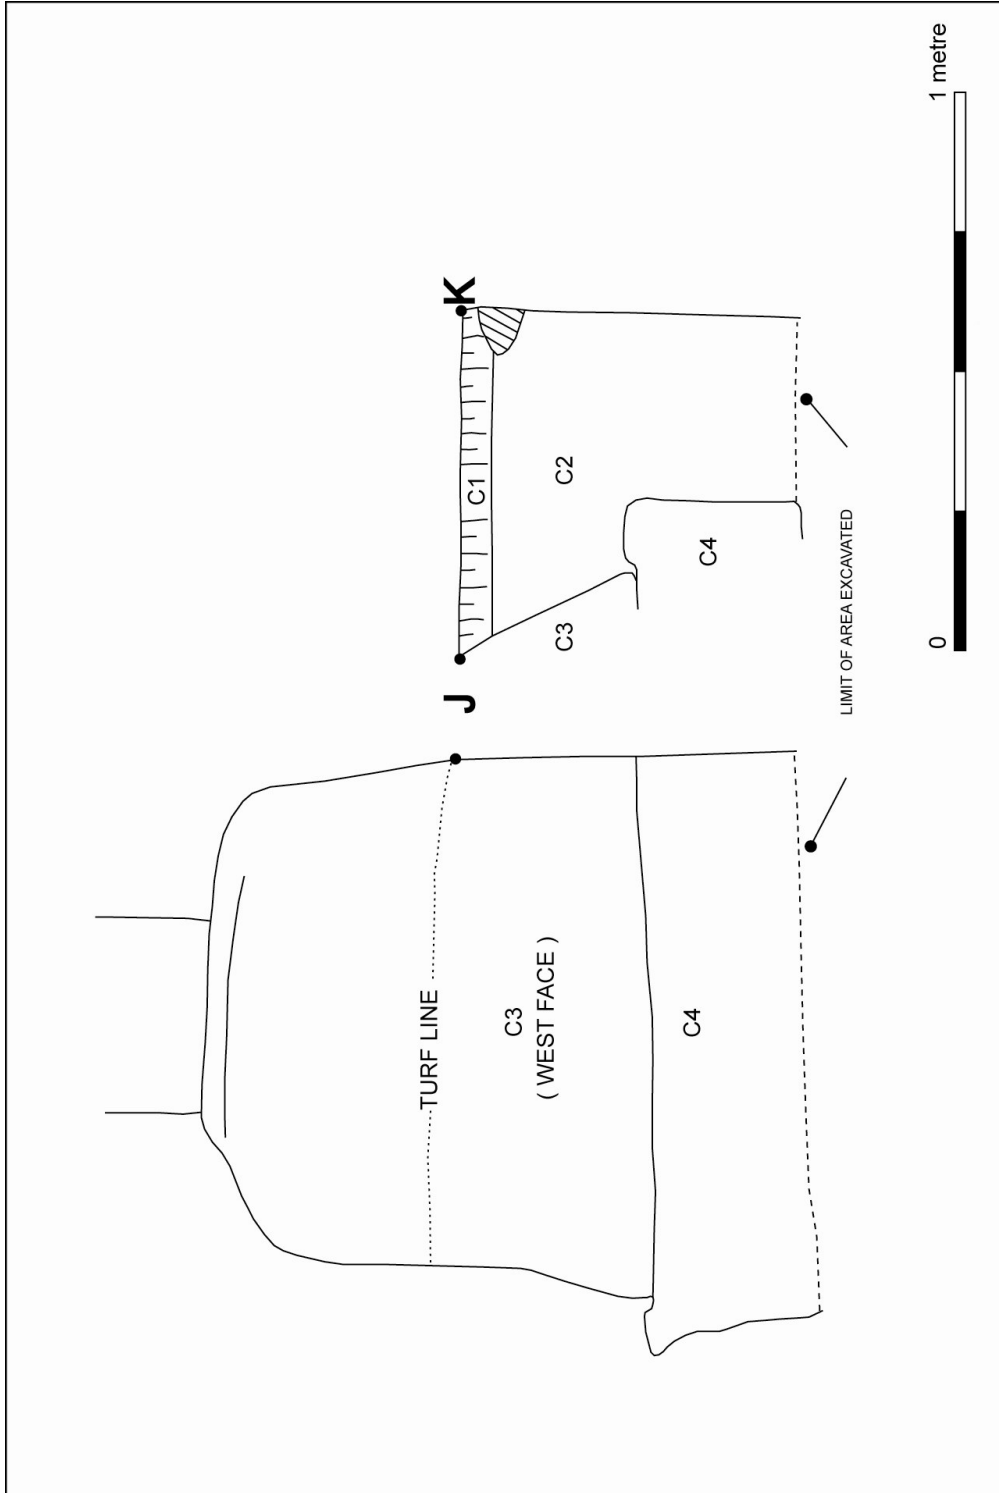 TURF LINE
C3
( WEST FACE )
C4
J
K
C1
C2
C3
C4
LIMIT OF AREA EXCAVATED
0
1 metre